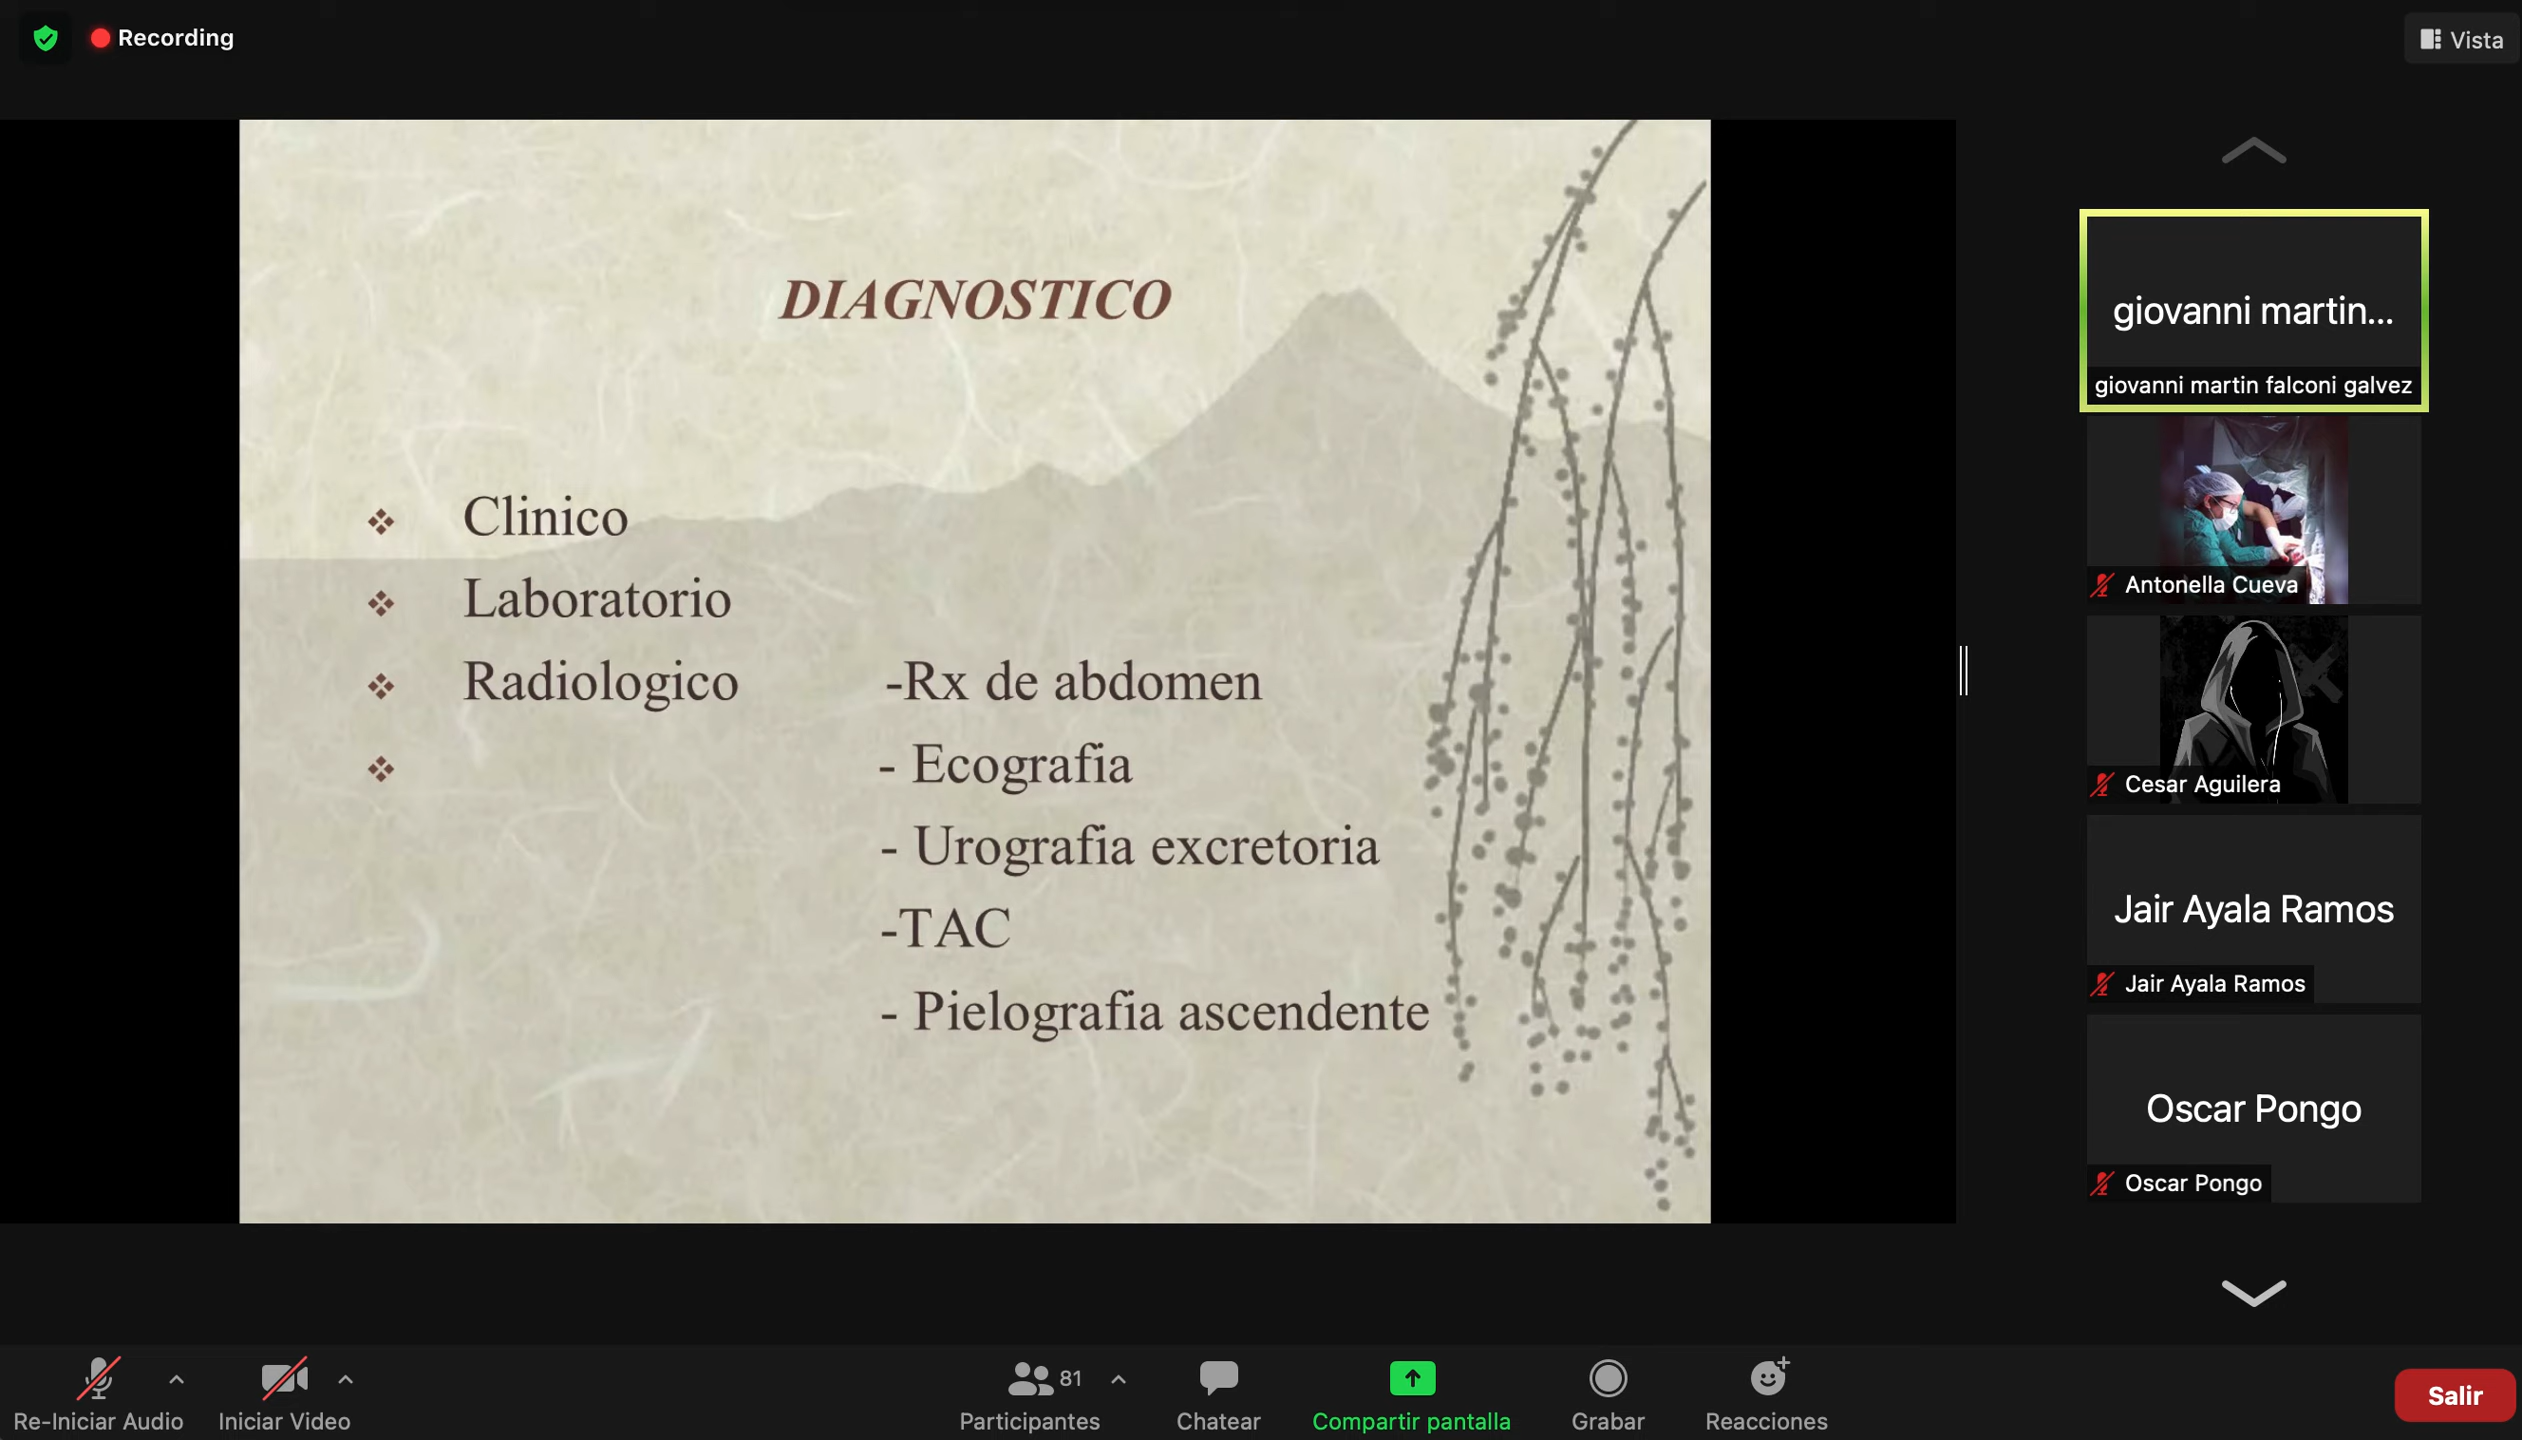 Recording
Vista
DIAGNOSTICO
Clinico
Laboratorio
Radiologico -Rx de abdomen
- Ecografia
- Urografia excretoria
-TAC
- Pielografia ascendente
giovanni martin...
giovanni martin falconi galvez
Antonella Cueva
Cesar Aguilera
Jair Ayala Ramos
Jair Ayala Ramos
Oscar Pongo
Oscar Pongo
Re-Iniciar Audio
Iniciar Video
81
Participantes
Chatear
Compartir pantalla
Grabar
Reacciones
Salir